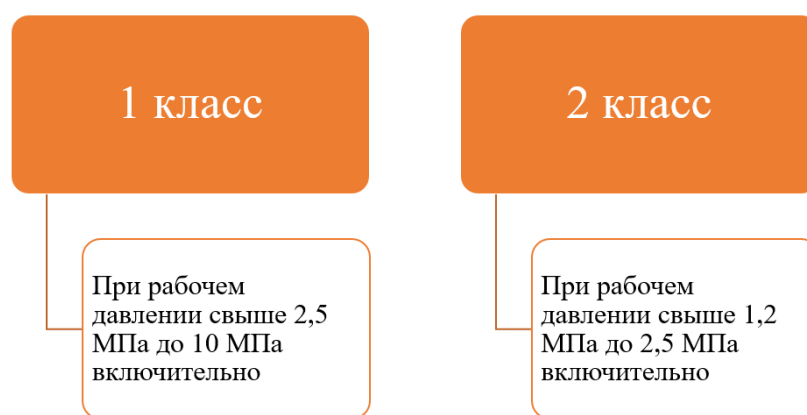 1 класс
При рабочем
давлении свыше 2,5
МПа до 10 МПа
включительно
2 класс
При рабочем
давлении свыше 1,2
МПа до 2,5 МПа
включительно